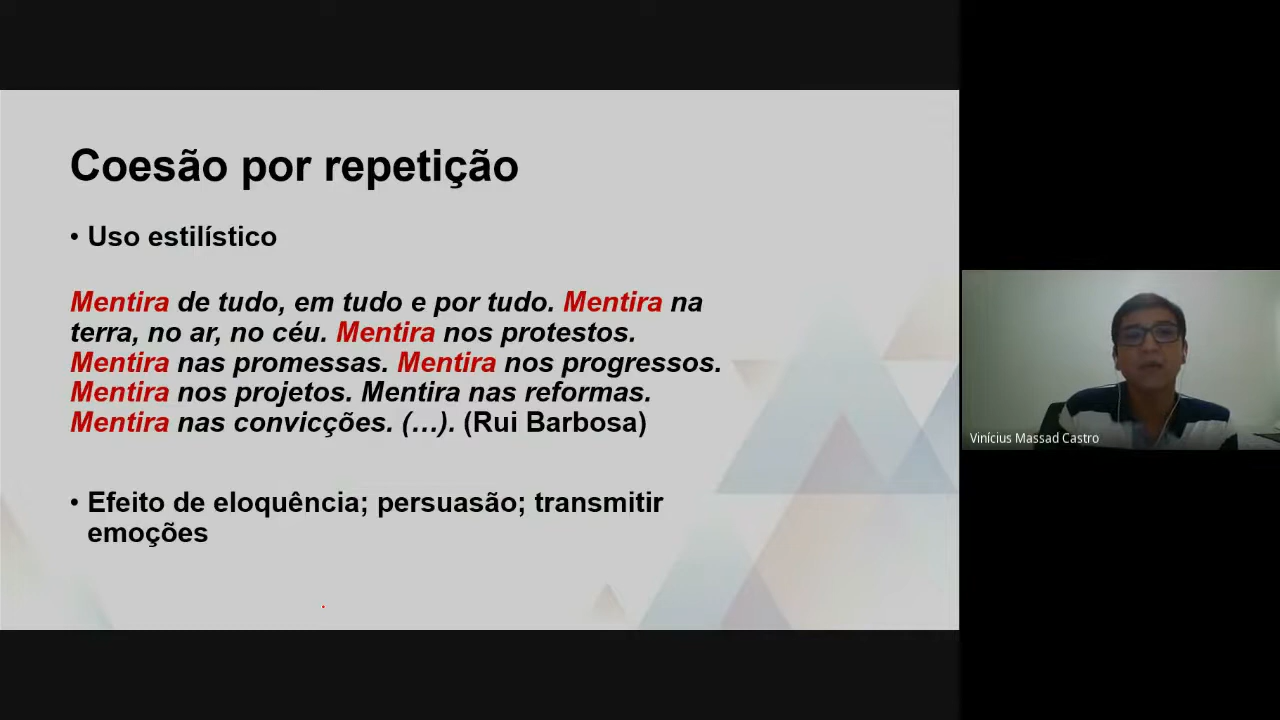 Coesão por repetição
• Uso estilístico
Mentira de tudo, em tudo e por tudo. Mentira na
terra, no ar, no céu. Mentira nos protestos.
Mentira nas promessas. Mentira nos progressos.
Mentira nos projetos. Mentira nas reformas.
Mentira nas convicções. (...). (Rui Barbosa)
• Efeito de eloquência; persuasão; transmitir
emoções
Vinícius Massad Castro